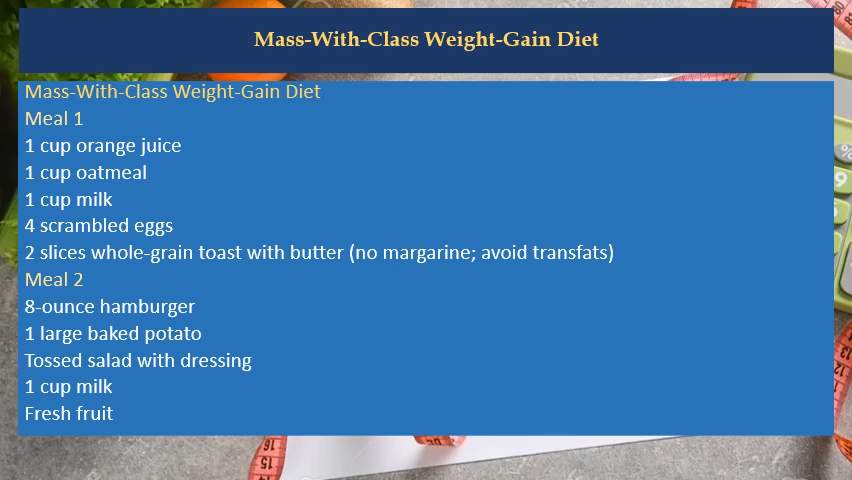 Mass-With-Class Weight-Gain Diet
Mass-With-Class Weight-Gain Diet
Meal 1
1 cup orange juice
1 cup oatmeal
1 cup milk
4 scrambled eggs
2 slices whole-grain toast with butter (no margarine; avoid transfats)
Meal 2
8-ounce hamburger
1 large baked potato
Tossed salad with dressing
1 cup milk
Fresh fruit
16
15